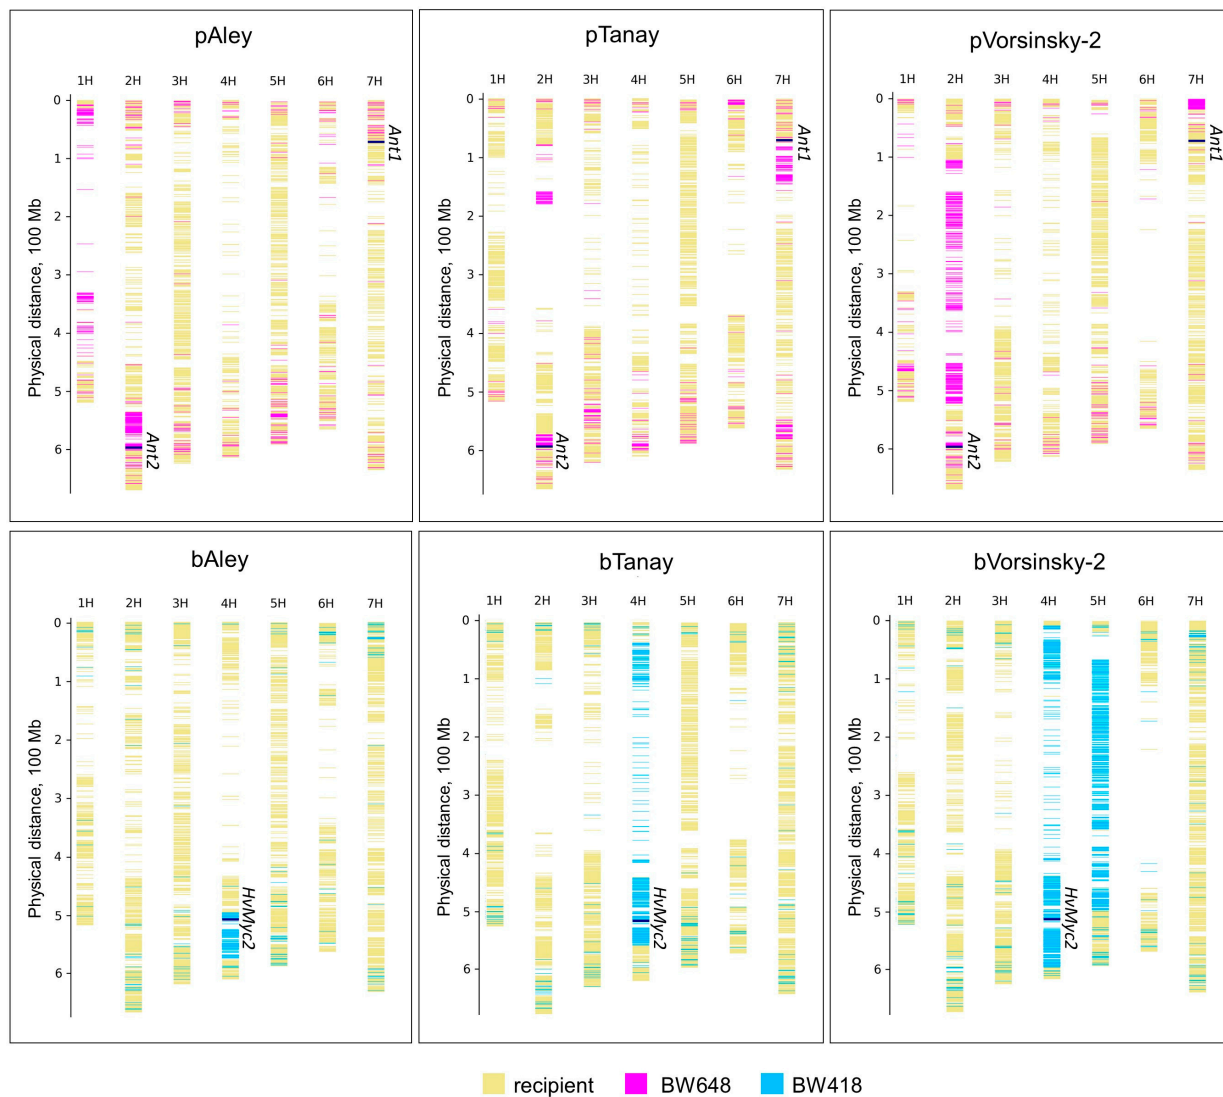 pAley
1H 2H 3H 4H 5H 6H 7H
0
1
2
3
4
5
6
Physical distance, 100 Mb
Ant1
Ant2
pTanay
1H 2H 3H 4H 5H 6H 7H
0
1
2
3
4
5
6
Physical distance, 100 Mb
Ant1
Ant2
pVorsinsky-2
1H 2H 3H 4H 5H 6H 7H
0
1
2
3
4
5
6
Physical distance, 100 Mb
Ant1
Ant2
bAley
1H 2H 3H 4H 5H 6H 7H
0
1
2
3
4
5
6
Physical distance, 100 Mb
HvMyc2
bTanay
1H 2H 3H 4H 5H 6H 7H
0
1
2
3
4
5
6
Physical distance, 100 Mb
HvMyc2
bVorsinsky-2
1H 2H 3H 4H 5H 6H 7H
0
1
2
3
4
5
6
Physical distance, 100 Mb
HvMyc2
recipient BW648 BW418